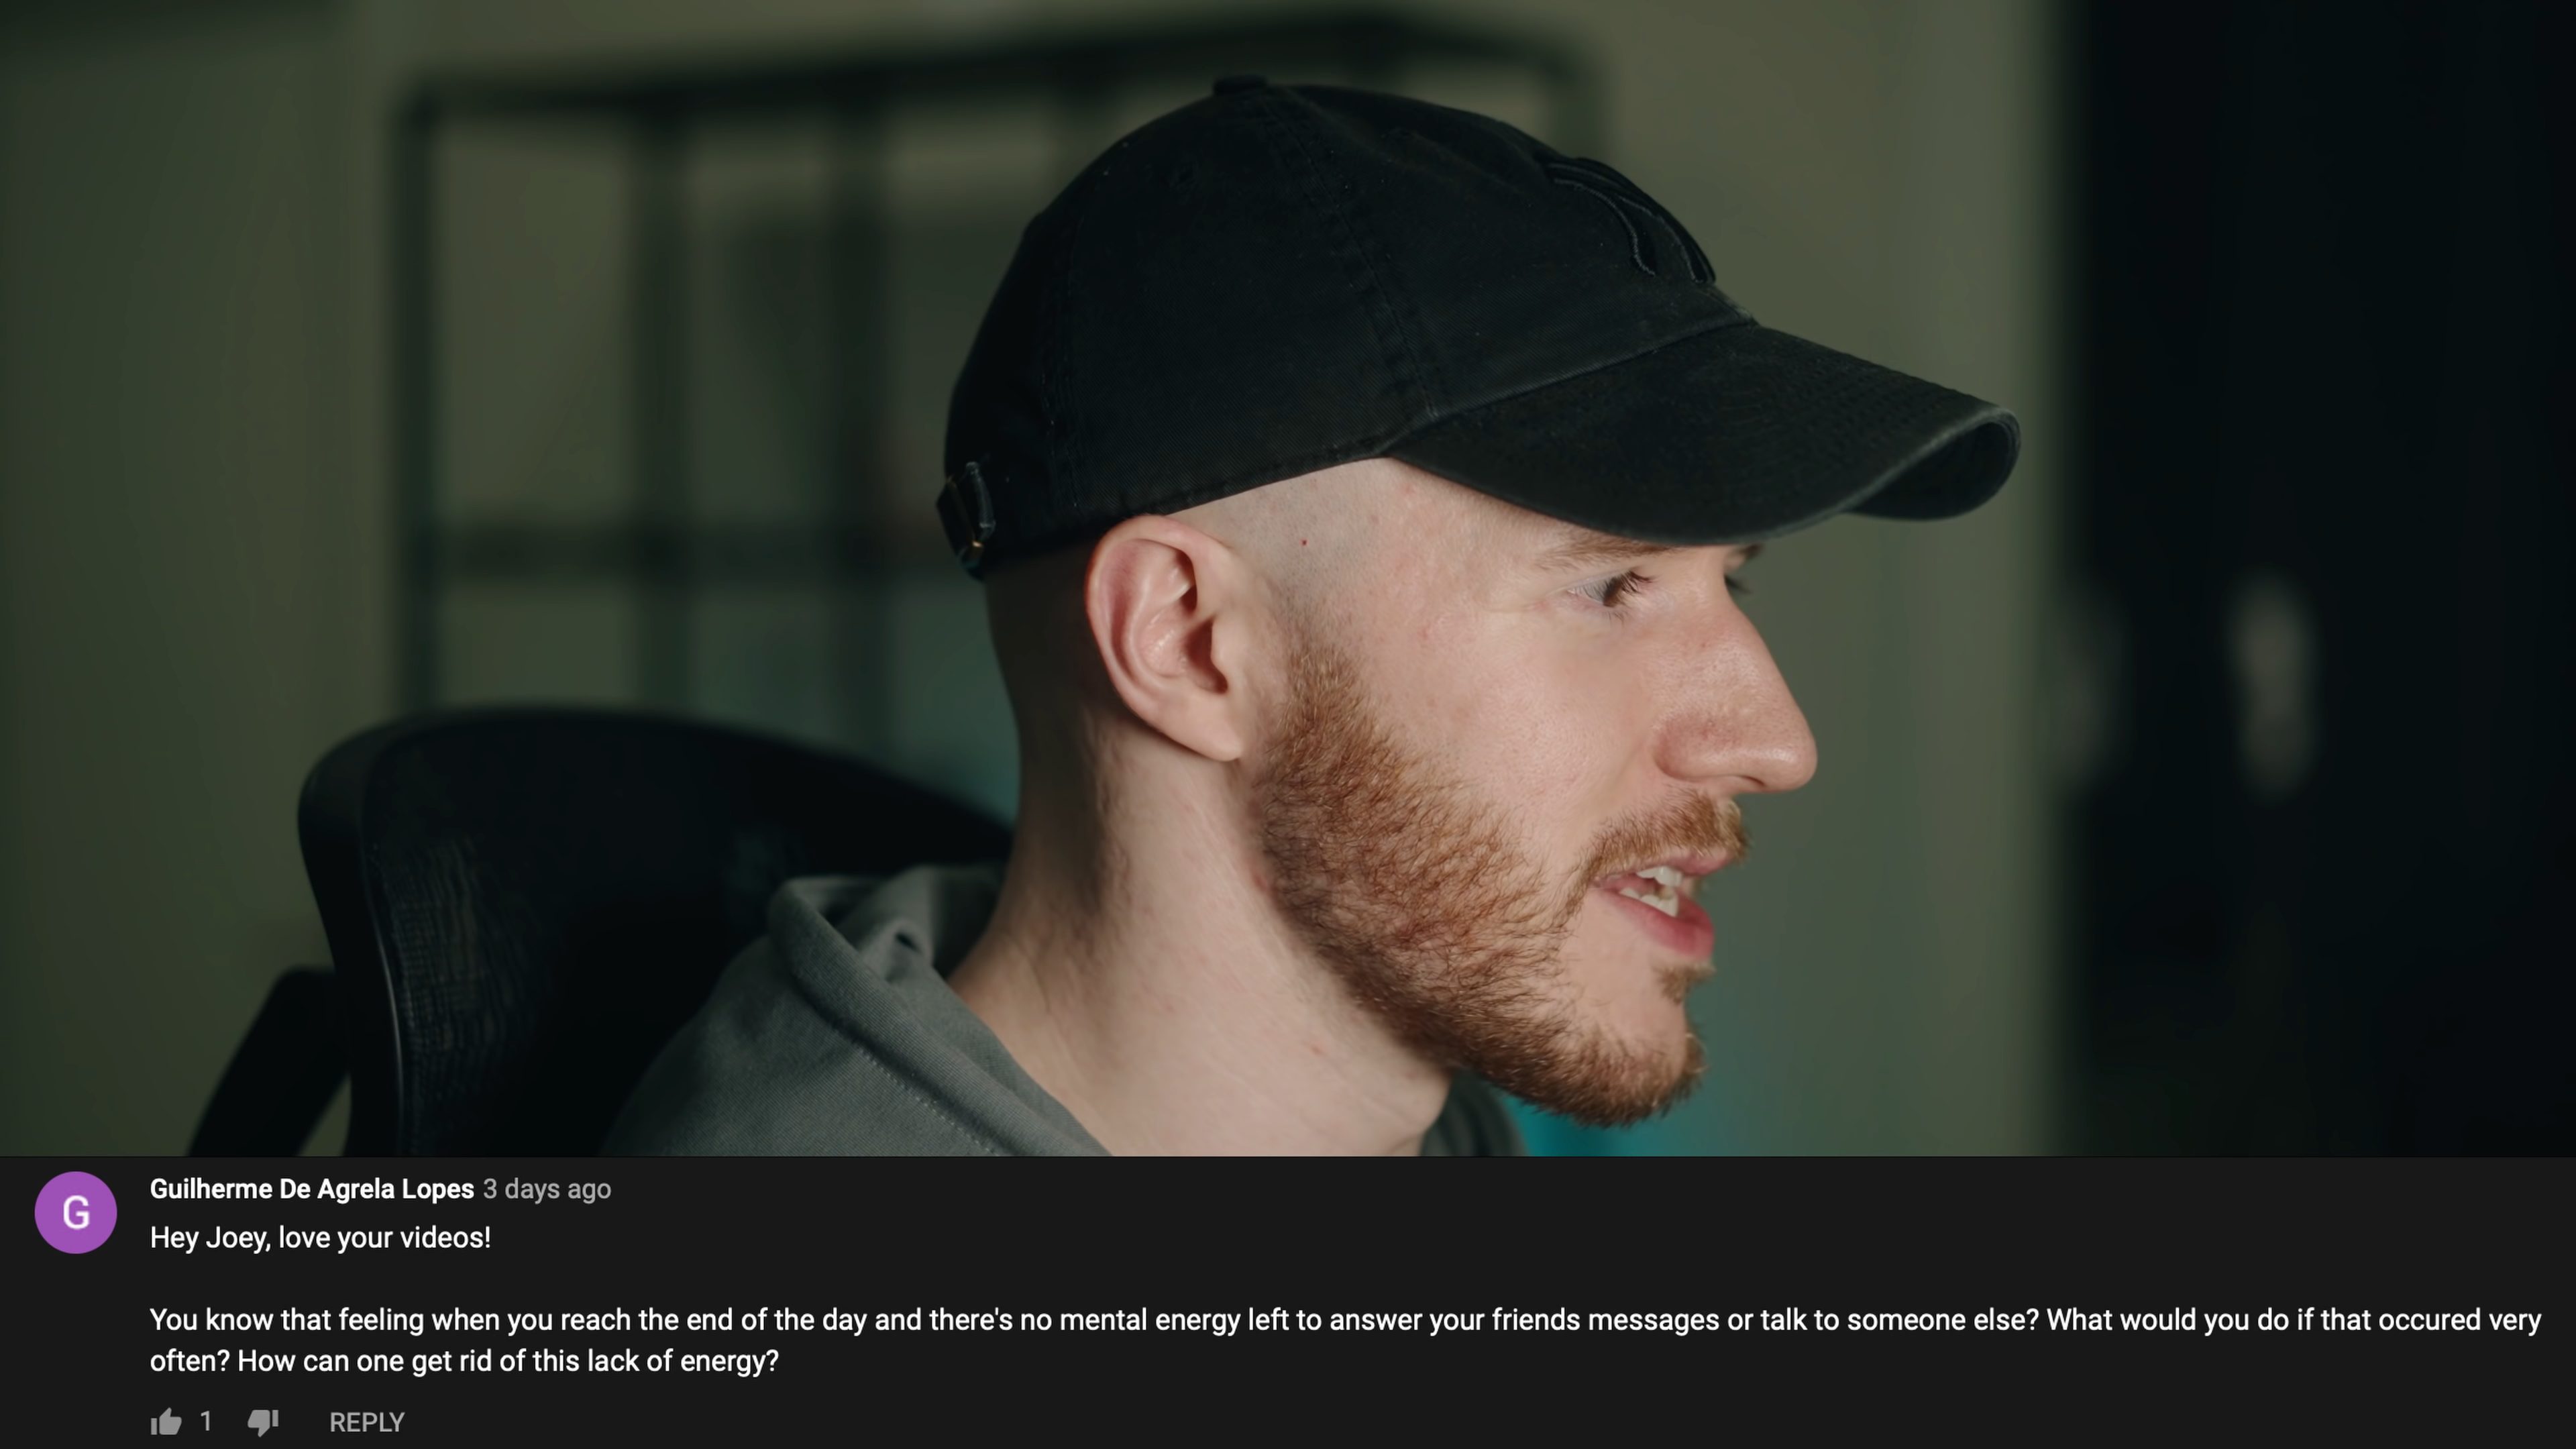 G
Guilherme De Agrela Lopes 3 days ago
Hey Joey, love your videos!
You know that feeling when you reach the end of the day and there's no mental energy left to answer your friends messages or talk to someone else? What would you do if that occured very
often? How can one get rid of this lack of energy?
1 REPLY